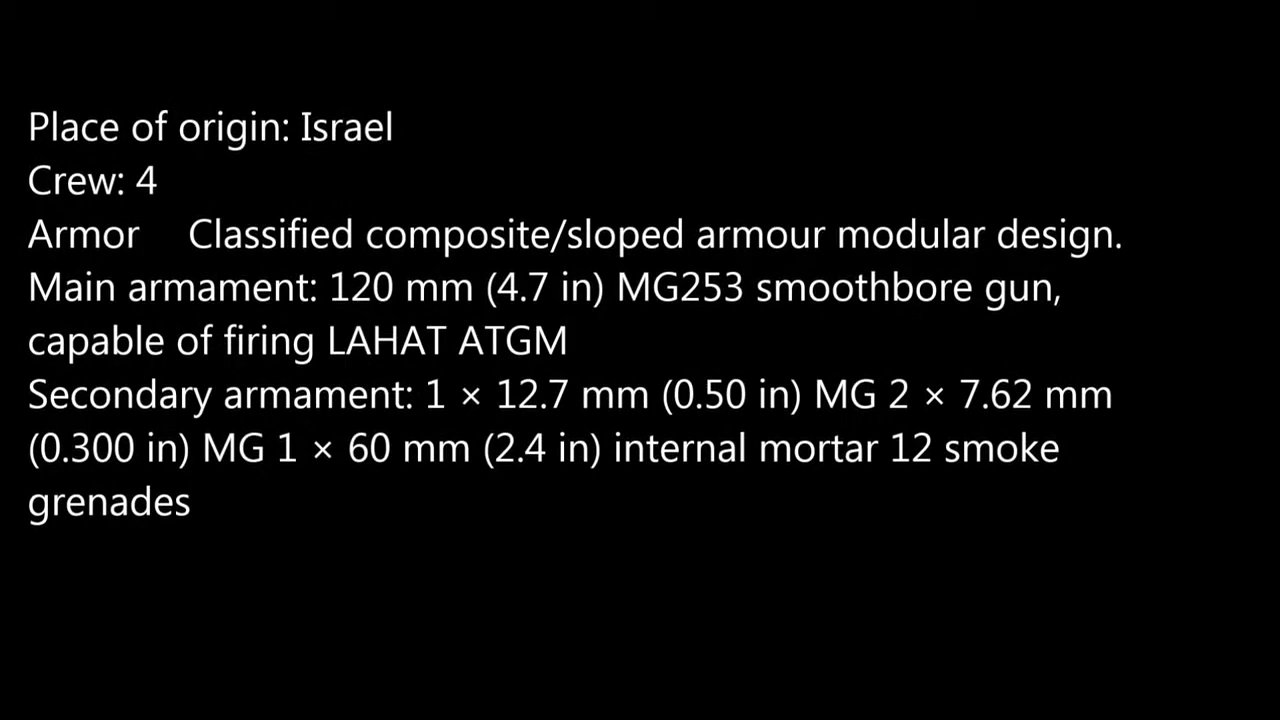 Place of origin: Israel
Crew: 4
Armor     Classified composite/sloped armour modular design.
Main armament: 120 mm (4.7 in) MG253 smoothbore gun,
capable of firing LAHAT ATGM
Secondary armament: 1 × 12.7 mm (0.50 in) MG 2 × 7.62 mm
(0.300 in) MG 1 × 60 mm (2.4 in) internal mortar 12 smoke
grenades